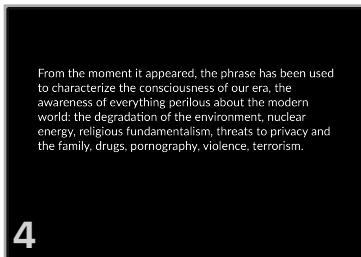 From the moment it appeared, the phrase has been used
to characterize the consciousness of our era, the
awareness of everything perilous about the modern
world: the degradation of the environment, nuclear
energy, religious fundamentalism, threats to privacy and
the family, drugs, pornography, violence, terrorism.
4